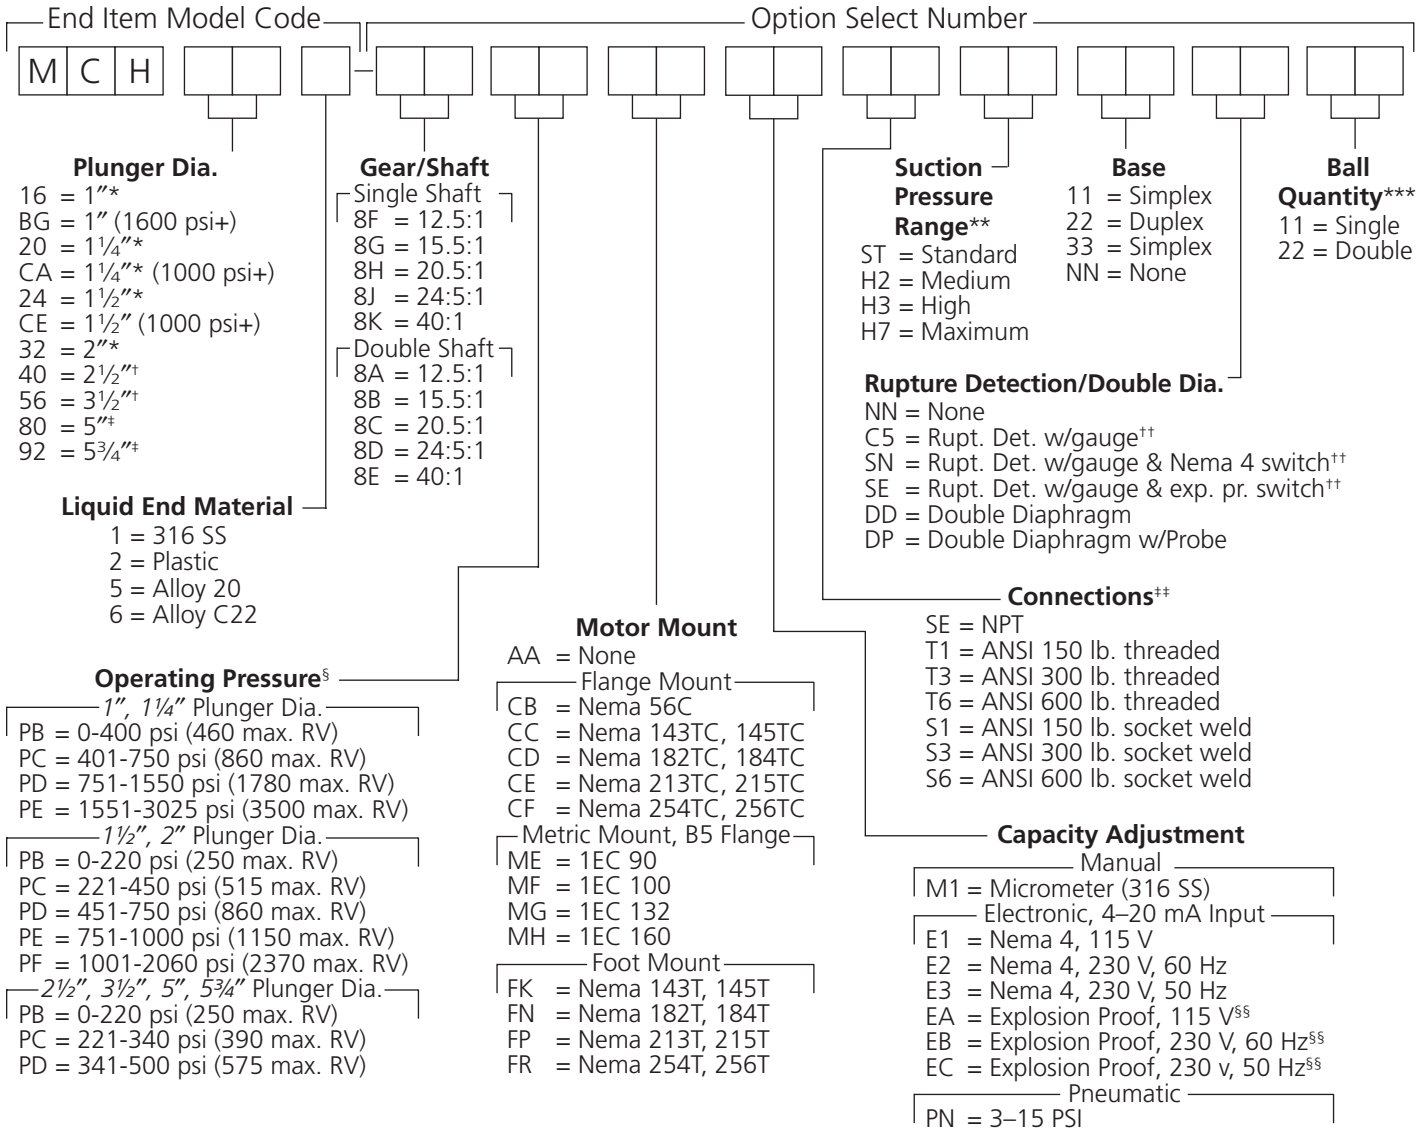 End Item Model Code
Option Select Number
M C H
Plunger Dia.
16 = 1″*
BG = 1″ (1600 psi+)
20 = 1¼″*
CA = 1¼″* (1000 psi+)
24 = 1½″*
CE = 1½″ (1000 psi+)
32 = 2″*
40 = 2½″†
56 = 3½″†
80 = 5″‡
92 = 5¾″‡
Liquid End Material
1 = 316 SS
2 = Plastic
5 = Alloy 20
6 = Alloy C22
Gear/Shaft
Single Shaft
8F = 12.5:1
8G = 15.5:1
8H = 20.5:1
8J = 24:5:1
8K = 40:1
Double Shaft
8A = 12.5:1
8B = 15.5:1
8C = 20.5:1
8D = 24:5:1
8E = 40:1
Operating Pressure§
1″, 1¼″ Plunger Dia.
PB = 0-400 psi (460 max. RV)
PC = 401-750 psi (860 max. RV)
PD = 751-1550 psi (1780 max. RV)
PE = 1551-3025 psi (3500 max. RV)
1½″, 2″ Plunger Dia.
PB = 0-220 psi (250 max. RV)
PC = 221-450 psi (515 max. RV)
PD = 451-750 psi (860 max. RV)
PE = 751-1000 psi (1150 max. RV)
PF = 1001-2060 psi (2370 max. RV)
2½″, 3½″, 5″, 5¾″ Plunger Dia.
PB = 0-220 psi (250 max. RV)
PC = 221-340 psi (390 max. RV)
PD = 341-500 psi (575 max. RV)
Motor Mount
AA = None
Flange Mount
CB = Nema 56C
CC = Nema 143TC, 145TC
CD = Nema 182TC, 184TC
CE = Nema 213TC, 215TC
CF = Nema 254TC, 256TC
Metric Mount, B5 Flange
ME = 1EC 90
MF = 1EC 100
MG = 1EC 132
MH = 1EC 160
Foot Mount
FK = Nema 143T, 145T
FN = Nema 182T, 184T
FP = Nema 213T, 215T
FR = Nema 254T, 256T
Suction
Pressure
Range**
ST = Standard
H2 = Medium
H3 = High
H7 = Maximum
Base
11 = Simplex
22 = Duplex
33 = Simplex
NN = None
Ball
Quantity***
11 = Single
22 = Double
Rupture Detection/Double Dia.
NN = None
C5 = Rupt. Det. w/gauge††
SN = Rupt. Det. w/gauge & Nema 4 switch††
SE = Rupt. Det. w/gauge & exp. pr. switch††
DD = Double Diaphragm
DP = Double Diaphragm w/Probe
Connections‡‡
SE = NPT
T1 = ANSI 150 lb. threaded
T3 = ANSI 300 lb. threaded
T6 = ANSI 600 lb. threaded
S1 = ANSI 150 lb. socket weld
S3 = ANSI 300 lb. socket weld
S6 = ANSI 600 lb. socket weld
Capacity Adjustment
Manual
M1 = Micrometer (316 SS)
Electronic, 4–20 mA Input
E1 = Nema 4, 115 V
E2 = Nema 4, 230 V, 60 Hz
E3 = Nema 4, 230 V, 50 Hz
EA = Explosion Proof, 115 V§§
EB = Explosion Proof, 230 V, 60 Hz§§
EC = Explosion Proof, 230 v, 50 Hz§§
Pneumatic
PN = 3–15 PSI